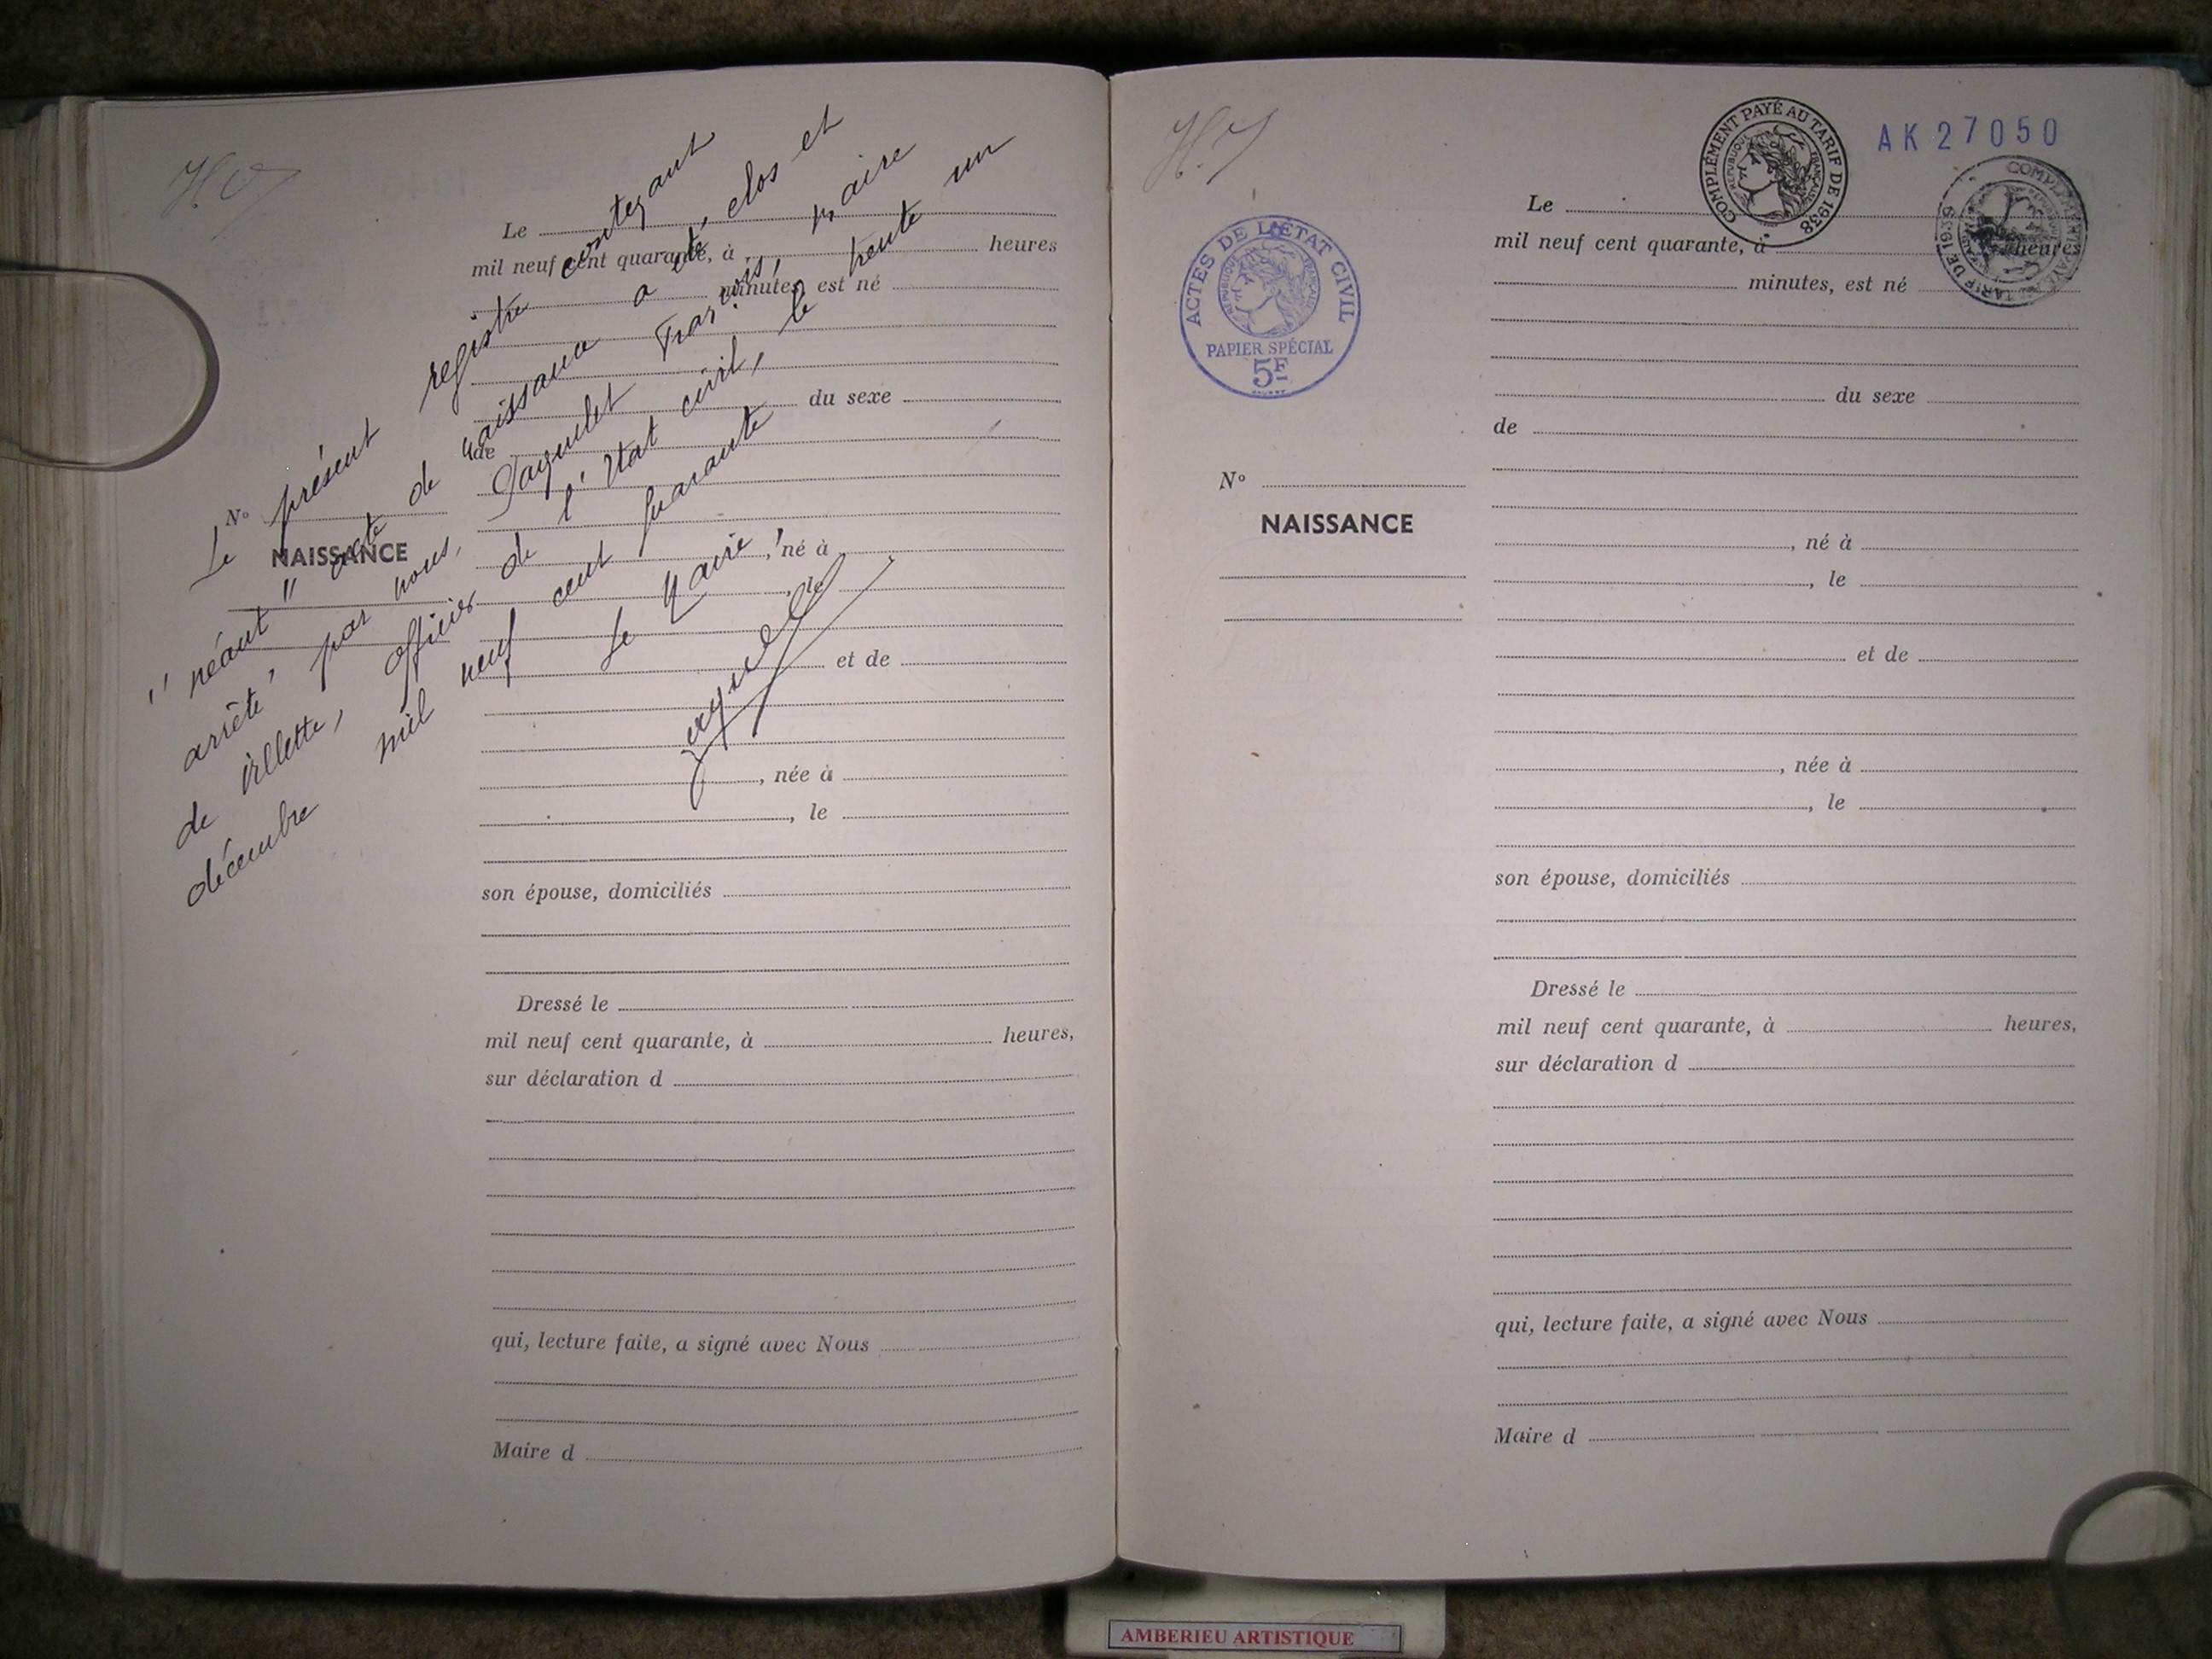 Le présent registre contenant
"néant" acte de naissance a été, clos et
arrêté, par nous, François, maire
de Villette, officier de l'Etat civil, le trente un
décembre mil neuf cent quarante
Le Maire,
Le
mil neuf cent quarante, à heures
minutes, est né
du sexe
de
N°
NAISSANCE
, né à
, le
et de
, née à
, le
son épouse, domiciliés
Dressé le
mil neuf cent quarante, à heures,
sur déclaration d
qui, lecture faite, a signé avec Nous
Maire d
COMPLÉMENT PAYÉ AU TARIF DE 1938
RÉPUBLIQUE FRANÇAISE
AK 27050
ACTES DE L'ÉTAT CIVIL
RÉPUBLIQUE FRANÇAISE
PAPIER SPÉCIAL
5F
Le
mil neuf cent quarante, à heures
minutes, est né
du sexe
de
N°
NAISSANCE
, né à
, le
et de
, née à
, le
son épouse, domiciliés
Dressé le
mil neuf cent quarante, à heures,
sur déclaration d
qui, lecture faite, a signé avec Nous
Maire d
AMBERIEU ARTISTIQUE